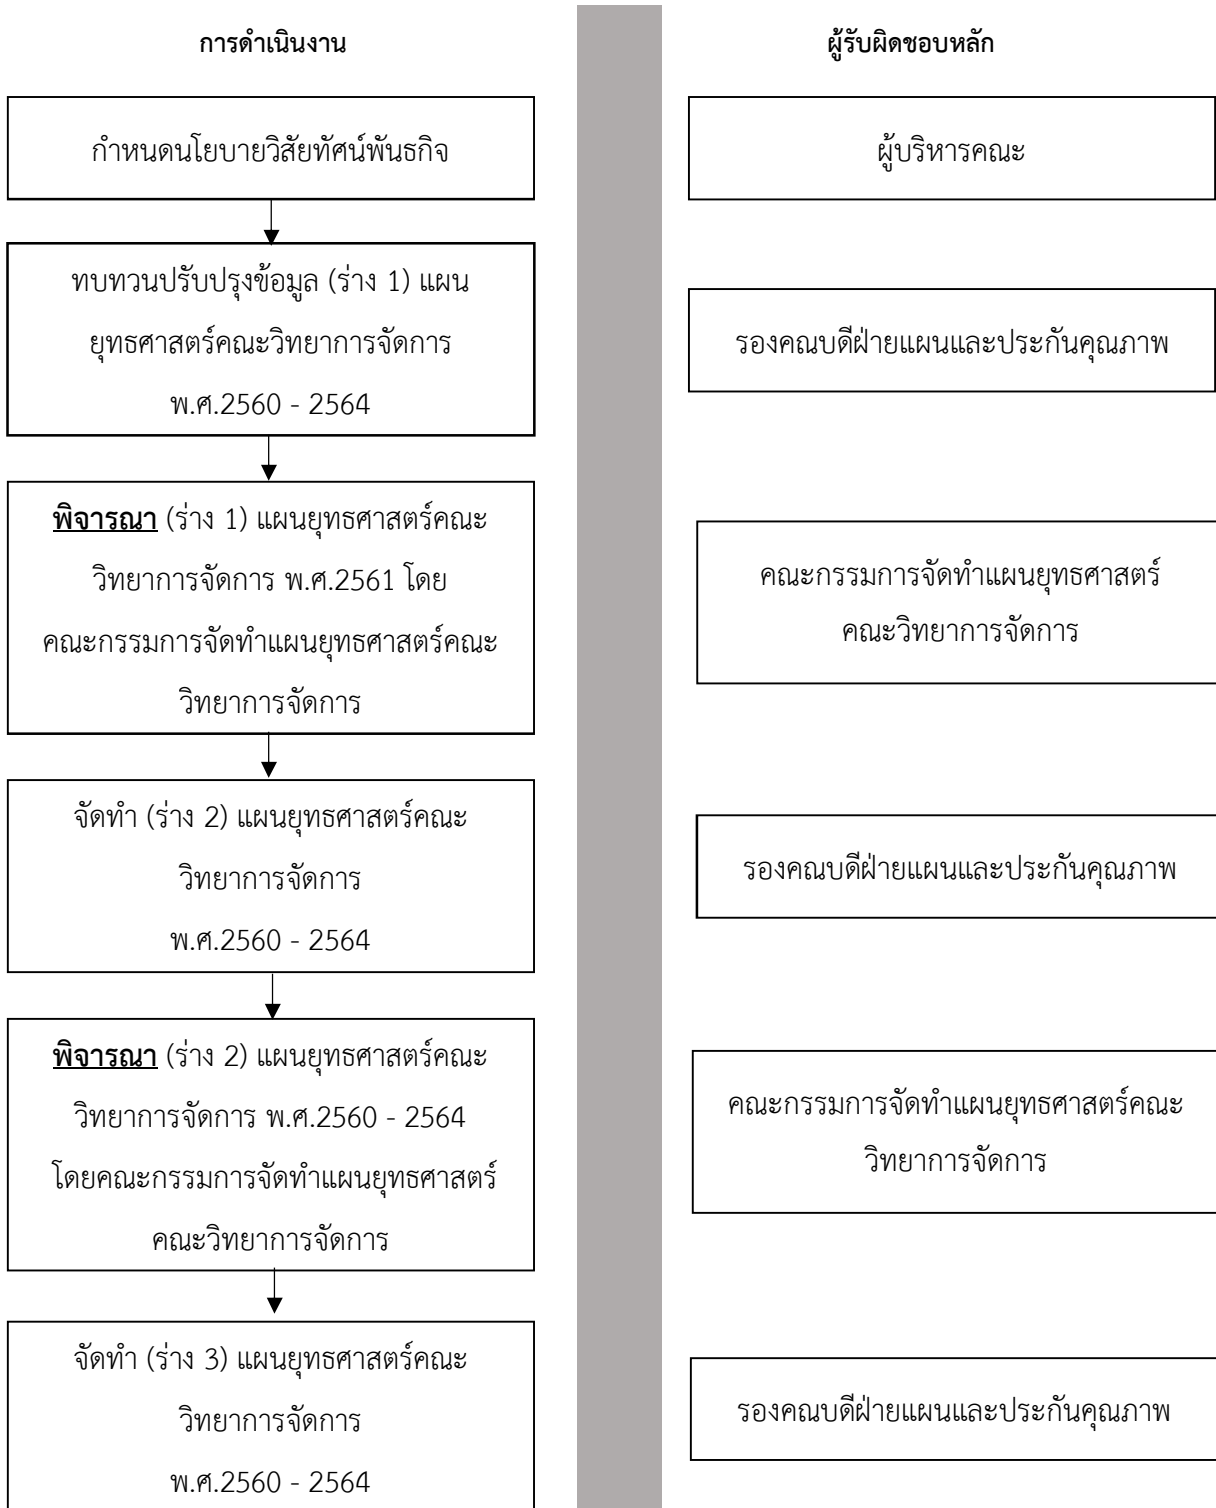 การดำเนินงาน
ผู้รับผิดชอบหลัก
กำหนดนโยบายวิสัยทัศน์พันธกิจ
ผู้บริหารคณะ
ทบทวนปรับปรุงข้อมูล (ร่าง 1) แผน
ยุทธศาสตร์คณะวิทยาการจัดการ
พ.ศ.2560 - 2564
รองคณบดีฝ่ายแผนและประกันคุณภาพ
พิจารณา (ร่าง 1) แผนยุทธศาสตร์คณะ
วิทยาการจัดการ พ.ศ.2561 โดย
คณะกรรมการจัดทำแผนยุทธศาสตร์คณะ
วิทยาการจัดการ
คณะกรรมการจัดทำแผนยุทธศาสตร์
คณะวิทยาการจัดการ
จัดทำ (ร่าง 2) แผนยุทธศาสตร์คณะ
วิทยาการจัดการ
พ.ศ.2560 - 2564
รองคณบดีฝ่ายแผนและประกันคุณภาพ
พิจารณา (ร่าง 2) แผนยุทธศาสตร์คณะ
วิทยาการจัดการ พ.ศ.2560 - 2564
โดยคณะกรรมการจัดทำแผนยุทธศาสตร์
คณะวิทยาการจัดการ
คณะกรรมการจัดทำแผนยุทธศาสตร์คณะ
วิทยาการจัดการ
จัดทำ (ร่าง 3) แผนยุทธศาสตร์คณะ
วิทยาการจัดการ
พ.ศ.2560 - 2564
รองคณบดีฝ่ายแผนและประกันคุณภาพ